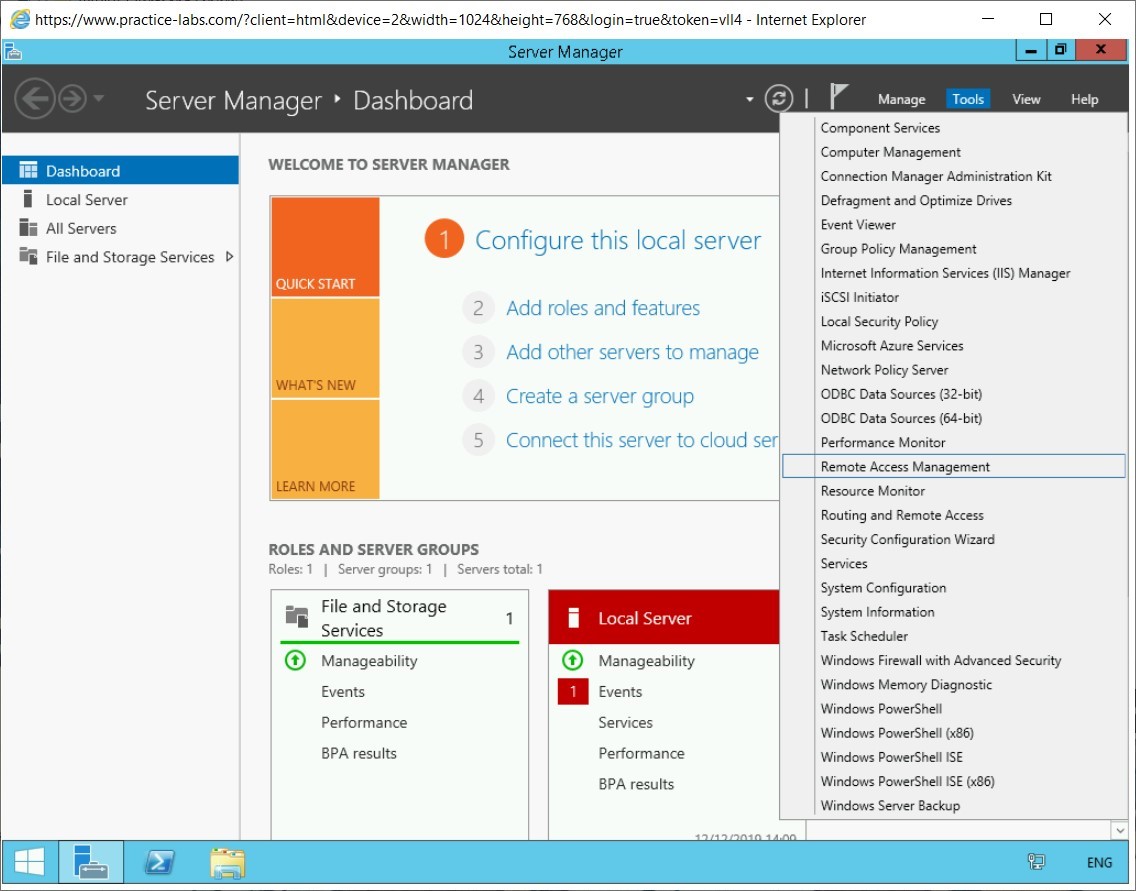 https://www.practice-labs.com/?client=html&device=2&width=1024&height=768&login=true&token=vll4 - Internet Explorer
Server Manager
Server Manager ‣ Dashboard
Manage
Tools
View
Help
Dashboard
Local Server
All Servers
File and Storage Services
WELCOME TO SERVER MANAGER
QUICK START
WHAT'S NEW
LEARN MORE
1 Configure this local server
2 Add roles and features
3 Add other servers to manage
4 Create a server group
5 Connect this server to cloud ser
ROLES AND SERVER GROUPS
Roles: 1 | Server groups: 1 | Servers total: 1
File and Storage
Services
1
Manageability
Events
Performance
BPA results
Local Server
Manageability
1 Events
Services
Performance
BPA results
12/12/2019 14:09
Component Services
Computer Management
Connection Manager Administration Kit
Defragment and Optimize Drives
Event Viewer
Group Policy Management
Internet Information Services (IIS) Manager
iSCSI Initiator
Local Security Policy
Microsoft Azure Services
Network Policy Server
ODBC Data Sources (32-bit)
ODBC Data Sources (64-bit)
Performance Monitor
Remote Access Management
Resource Monitor
Routing and Remote Access
Security Configuration Wizard
Services
System Configuration
System Information
Task Scheduler
Windows Firewall with Advanced Security
Windows Memory Diagnostic
Windows PowerShell
Windows PowerShell (x86)
Windows PowerShell ISE
Windows PowerShell ISE (x86)
Windows Server Backup
ENG